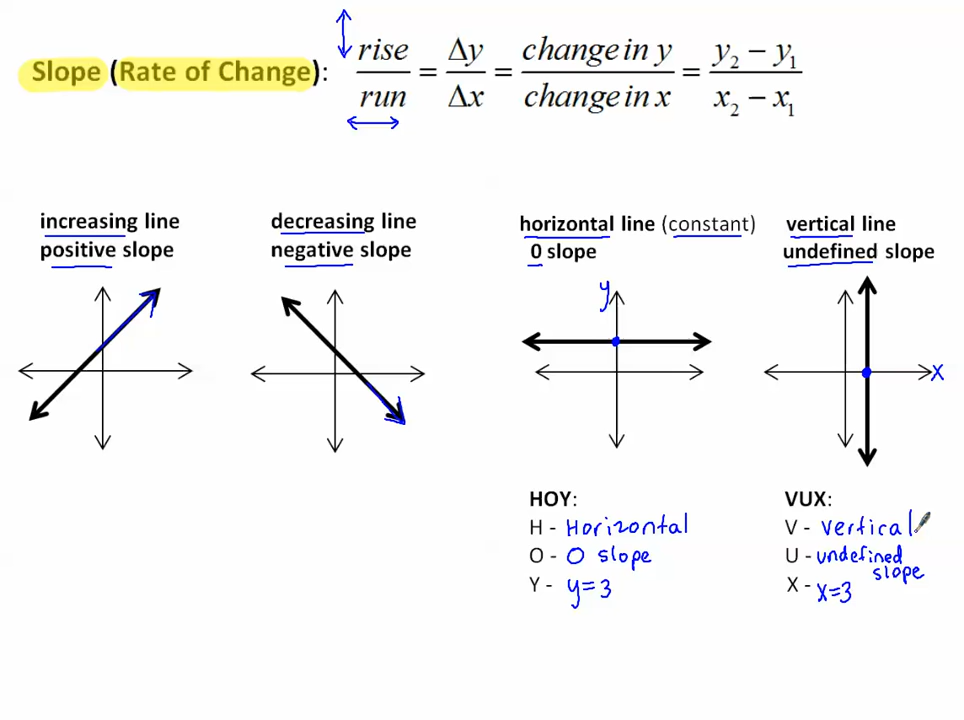 Slope (Rate of Change): rise/run = Δy/Δx = change in y/change in x = y₂ − y₁/x₂ − x₁
increasing line
positive slope
decreasing line
negative slope
horizontal line (constant)
0 slope
vertical line
undefined slope
y
x
HOY:
H - Horizontal
O - 0 slope
Y - y=3
VUX:
V - vertical
U - undefined
slope
X - x=3